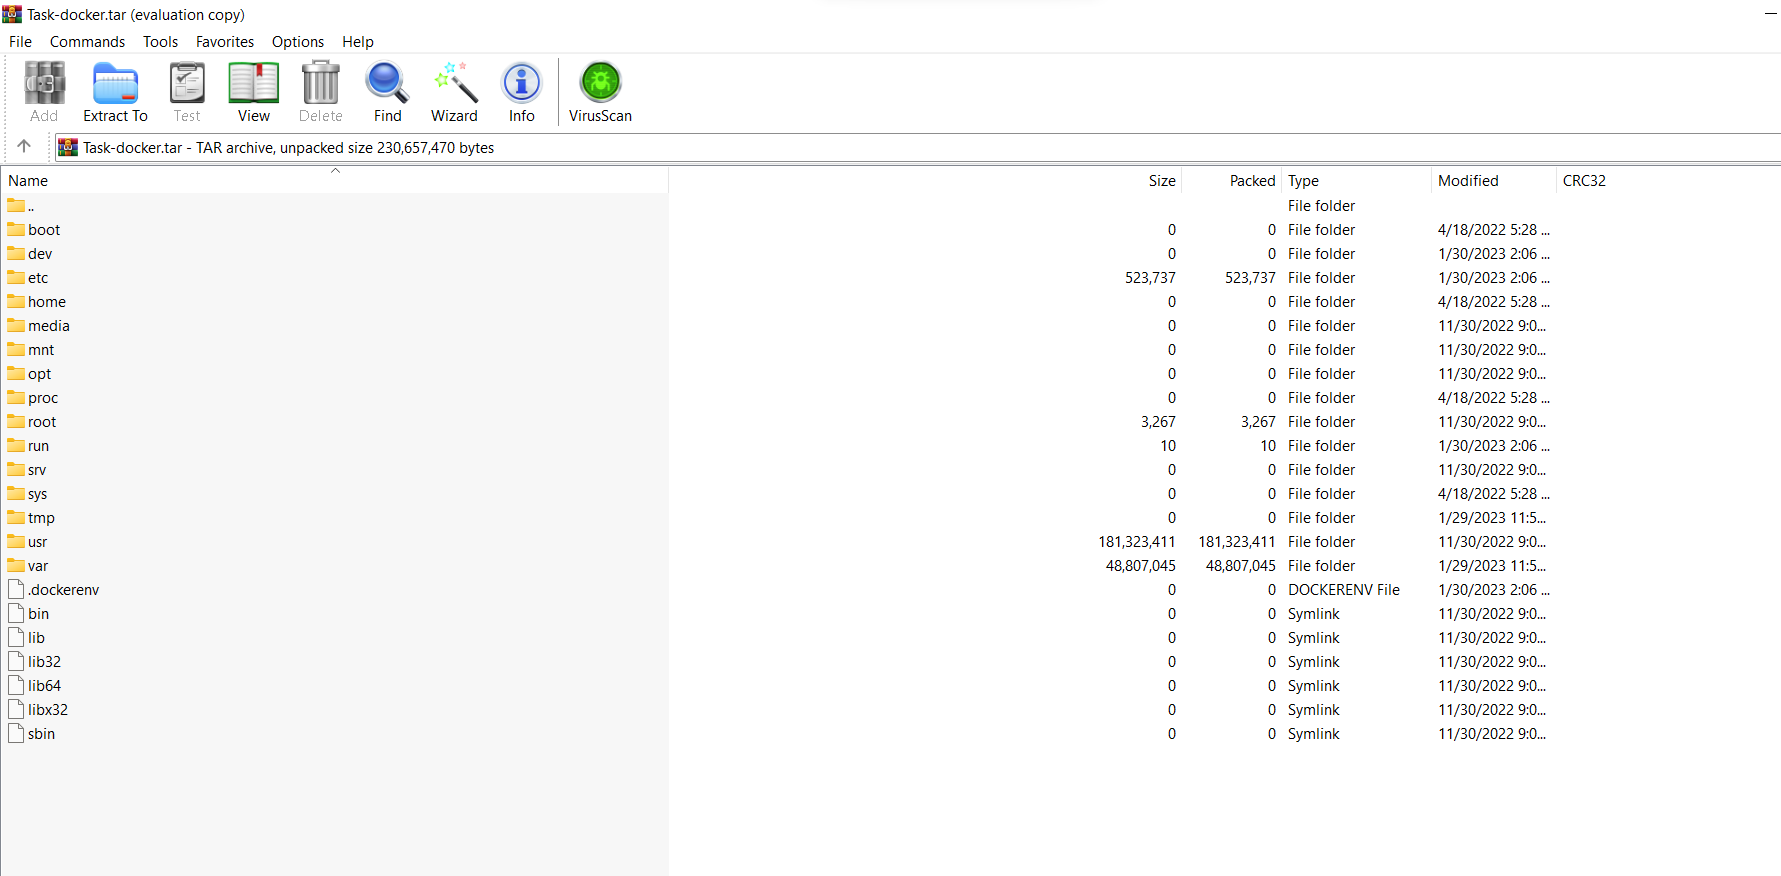 Task-docker.tar (evaluation copy)
File Commands Tools Favorites Options Help
Add Extract To Test View Delete Find Wizard Info VirusScan
Task-docker.tar - TAR archive, unpacked size 230,657,470 bytes
Name Size Packed Type Modified CRC32
.. File folder
boot 0 0 File folder 4/18/2022 5:28 ...
dev 0 0 File folder 1/30/2023 2:06 ...
etc 523,737 523,737 File folder 1/30/2023 2:06 ...
home 0 0 File folder 4/18/2022 5:28 ...
media 0 0 File folder 11/30/2022 9:0...
mnt 0 0 File folder 11/30/2022 9:0...
opt 0 0 File folder 11/30/2022 9:0...
proc 0 0 File folder 4/18/2022 5:28 ...
root 3,267 3,267 File folder 11/30/2022 9:0...
run 10 10 File folder 1/30/2023 2:06 ...
srv 0 0 File folder 11/30/2022 9:0...
sys 0 0 File folder 4/18/2022 5:28 ...
tmp 0 0 File folder 1/29/2023 11:5...
usr 181,323,411 181,323,411 File folder 11/30/2022 9:0...
var 48,807,045 48,807,045 File folder 1/29/2023 11:5...
.dockerenv 0 0 DOCKERENV File 1/30/2023 2:06 ...
bin 0 0 Symlink 11/30/2022 9:0...
lib 0 0 Symlink 11/30/2022 9:0...
lib32 0 0 Symlink 11/30/2022 9:0...
lib64 0 0 Symlink 11/30/2022 9:0...
libx32 0 0 Symlink 11/30/2022 9:0...
sbin 0 0 Symlink 11/30/2022 9:0...